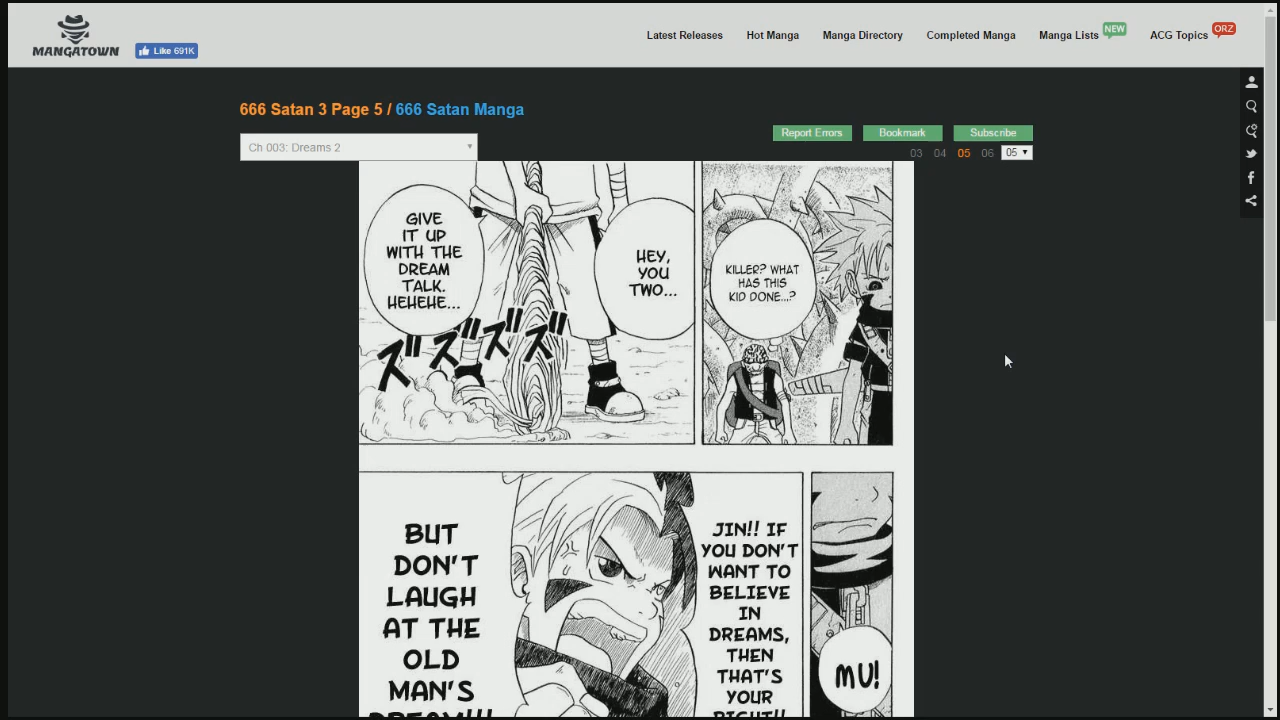 MANGATOWN
Like 691K
Latest Releases
Hot Manga
Manga Directory
Completed Manga
Manga Lists
NEW
ACG Topics
ORZ
666 Satan 3 Page 5 / 666 Satan Manga
Report Errors
Bookmark
Subscribe
Ch 003: Dreams 2
03 04 05 06 05
KILLER? WHAT
HAS THIS
KID DONE...?
HEY,
YOU
TWO...
GIVE
IT UP
WITH THE
DREAM
TALK.
HEHEHE...
ズズズズ
MU!
JIN!! IF
YOU DON'T
WANT TO
BELIEVE
IN
DREAMS,
THEN
THAT'S
YOUR
RIGHT!!
BUT
DON'T
LAUGH
AT THE
OLD
MAN'S
DREAM!!!